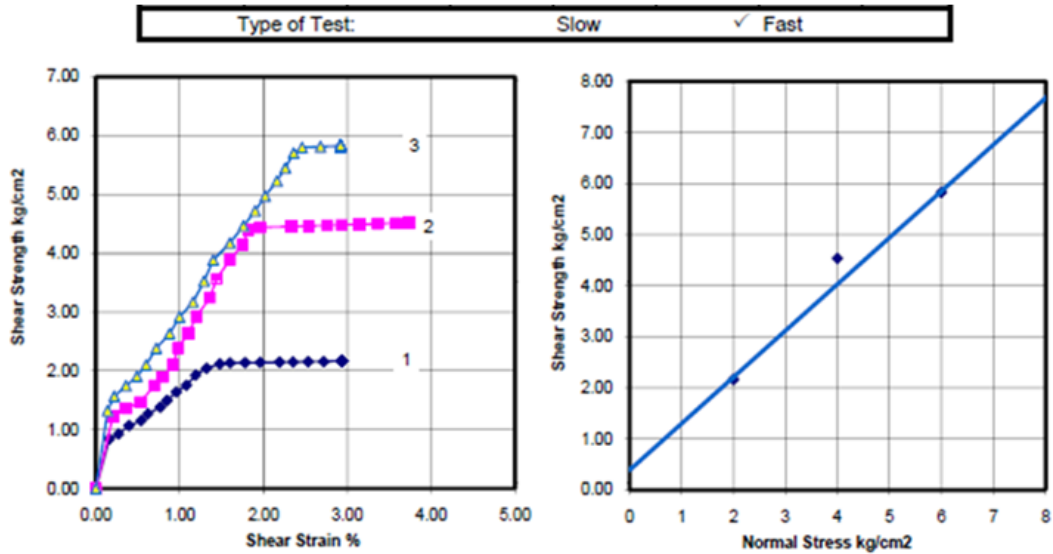 Type of Test: Slow ✓ Fast
Shear Strength kg/cm2
7.00
6.00
5.00
4.00
3.00
2.00
1.00
0.00
3
2
1
0.00 1.00 2.00 3.00 4.00 5.00
Shear Strain %
Shear Strength kg/cm2
8.00
7.00
6.00
5.00
4.00
3.00
2.00
1.00
0.00
0 1 2 3 4 5 6 7 8
Normal Stress kg/cm2